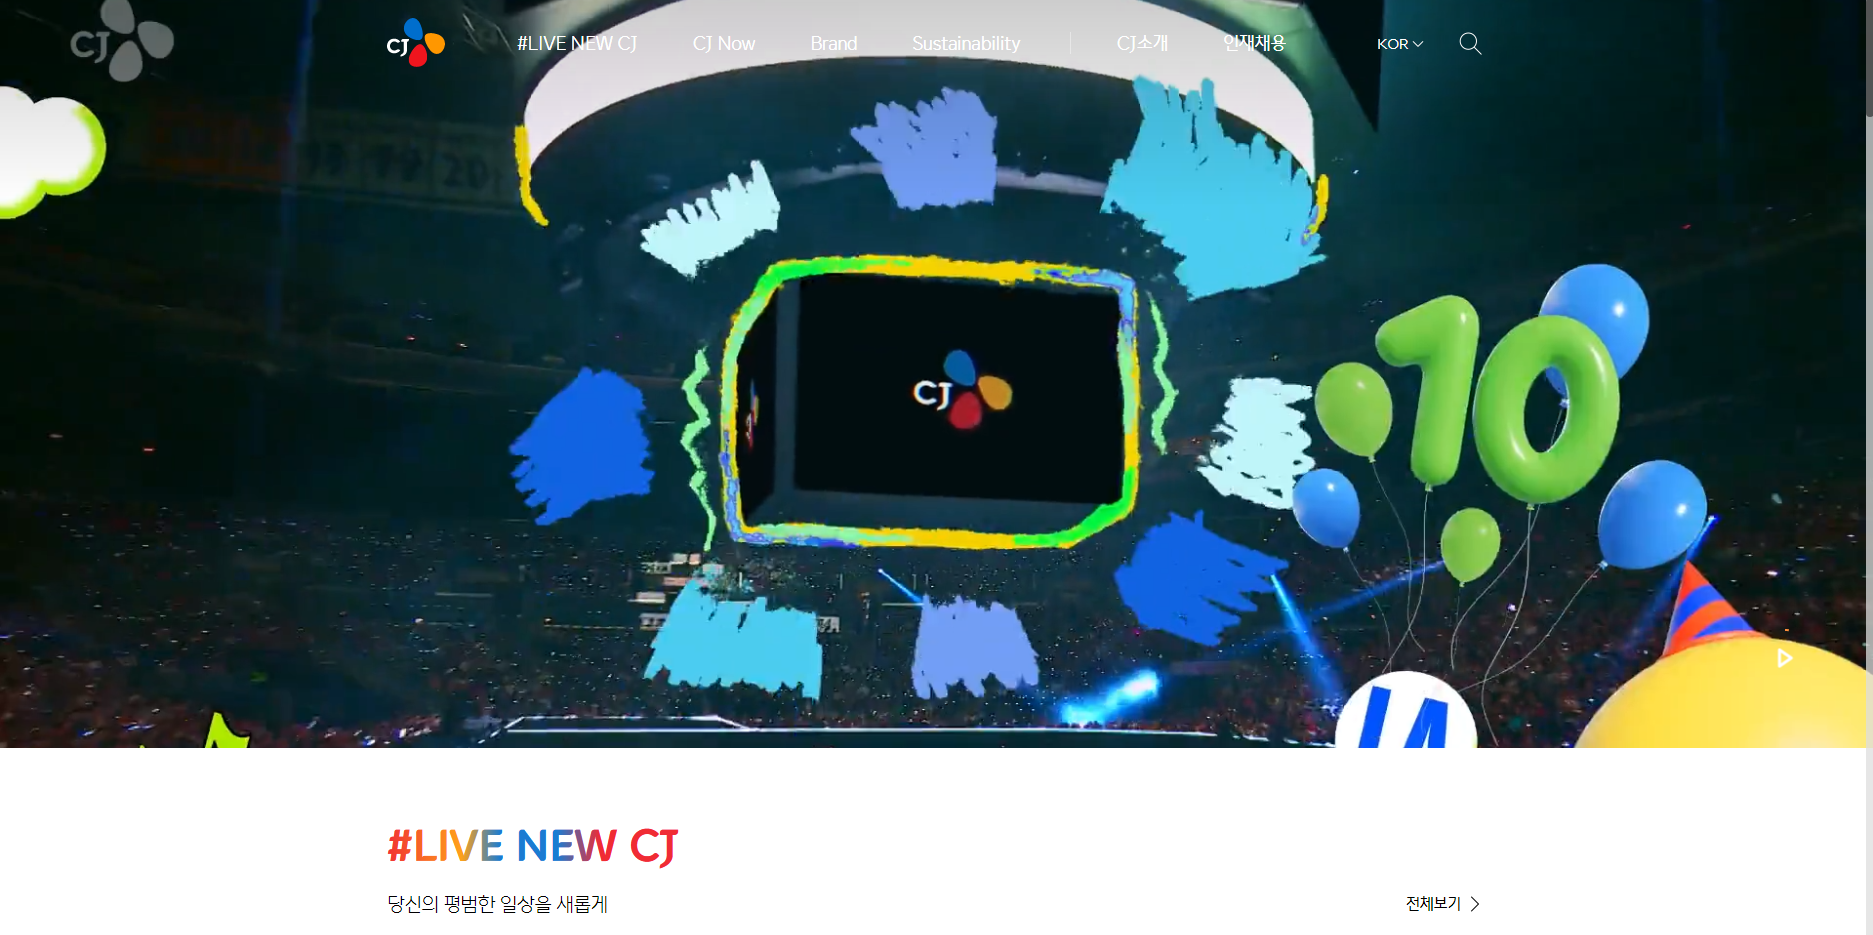 CJ
CJ
#LIVE NEW CJ
CJ Now
Brand
Sustainability
CJ소개
인재채용
KOR
CJ
10
#LIVE NEW CJ
당신의 평범한 일상을 새롭게
전체보기